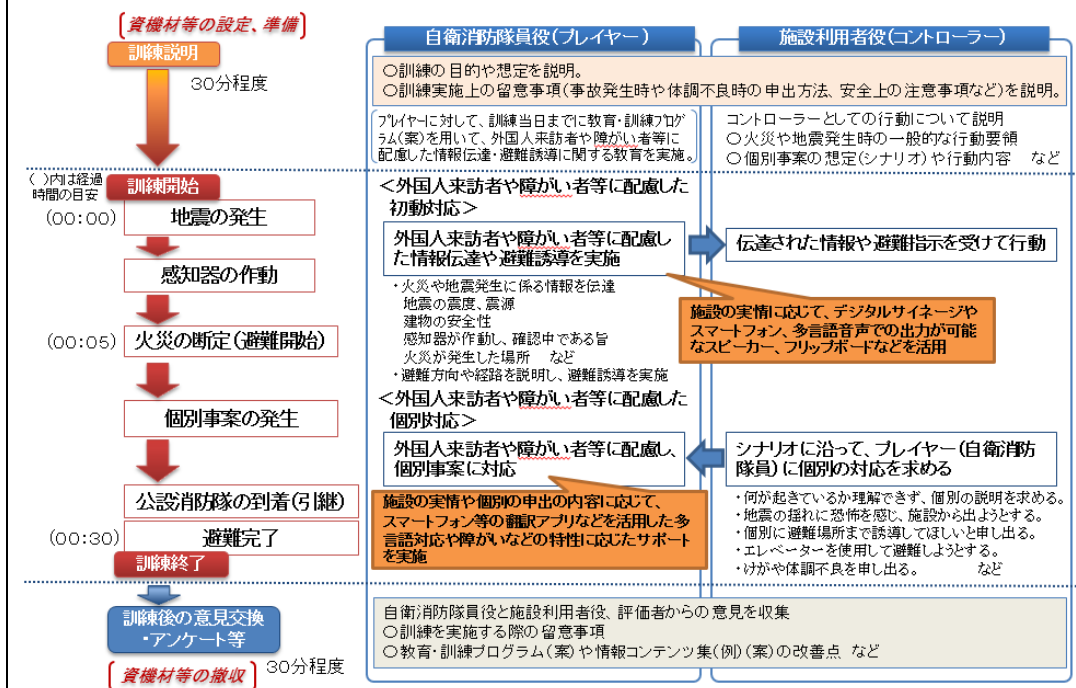 資機材等の設定、準備
訓練説明
30分程度
自衛消防隊員役(プレイヤー)
施設利用者役(コントローラー)
○訓練の目的や想定を説明。
○訓練実施上の留意事項(事故発生時や体調不良時の申出方法、安全上の注意事項など)を説明。
プレイヤーに対して、訓練当日までに教育・訓練プログ
ラム(案)を用いて、外国人来訪者や障がい者等に
配慮した情報伝達・避難誘導に関する教育を実施。
コントローラーとしての行動について説明
○火災や地震発生時の一般的な行動要領
○個別事案の想定(シナリオ)や行動内容 など
( )内は経過
時間の目安
訓練開始
(00:00)
地震の発生
感知器の作動
(00:05)
火災の断定(避難開始)
個別事案の発生
公設消防隊の到着(引継)
(00:30)
避難完了
訓練終了
<外国人来訪者や障がい者等に配慮した
初動対応>
外国人来訪者や障がい者等に配慮し
た情報伝達や避難誘導を実施
伝達された情報や避難指示を受けて行動
・火災や地震発生に係る情報を伝達
地震の震度、震源
建物の安全性
感知器が作動し、確認中である旨
火災が発生した場所 など
・避難方向や経路を説明し、避難誘導を実施
施設の実情に応じて、デジタルサイネージや
スマートフォン、多言語音声での出力が可能
なスピーカー、フリップボードなどを活用
<外国人来訪者や障がい者等に配慮した
個別対応>
外国人来訪者や障がい者等に配慮し、
個別事案に対応
シナリオに沿って、プレイヤー(自衛消防
隊員)に個別の対応を求める
施設の実情や個別の申出の内容に応じて、
スマートフォン等の翻訳アプリなどを活用した多
言語対応や障がいなどの特性に応じたサポート
を実施
・何が起きているか理解できず、個別の説明を求める。
・地震の揺れに恐怖を感じ、施設から出ようとする。
・個別に避難場所まで誘導してほしいと申し出る。
・エレベーターを使用して避難しようとする。
・けがや体調不良を申し出る。 など
訓練後の意見交換
・アンケート等
30分程度
資機材等の撤収
自衛消防隊員役と施設利用者役、評価者からの意見を収集
○訓練を実施する際の留意事項
○教育・訓練プログラム(案)や情報コンテンツ集(例)(案)の改善点 など